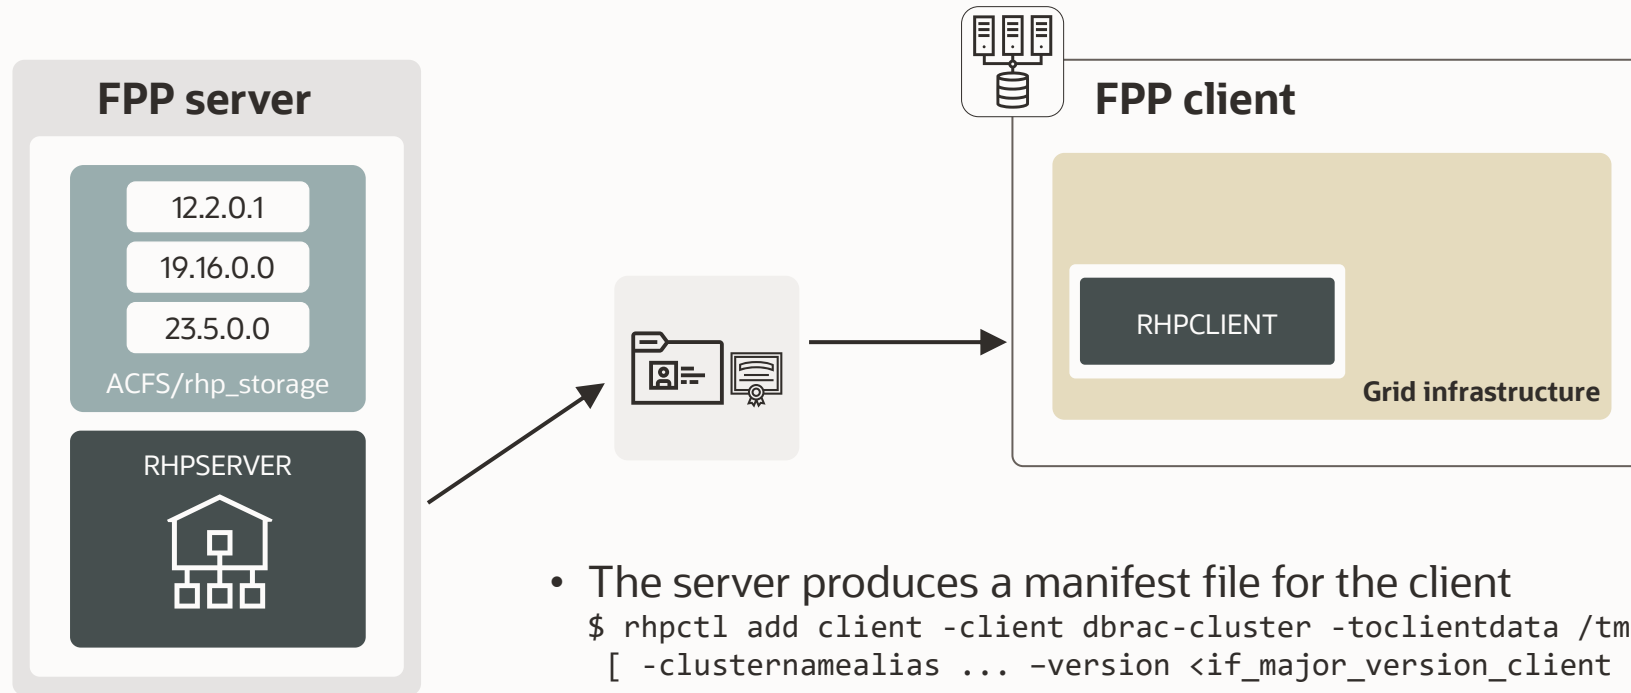 FPP server
12.2.0.1
19.16.0.0
23.5.0.0
ACFS/rhp_storage
RHPSERVER
FPP client
RHPCLIENT
Grid infrastructure
• The server produces a manifest file for the client
$ rhpctl add client -client dbrac-cluster -toclientdata /tm
[ -clusternamealias ... –version <if_major_version_client